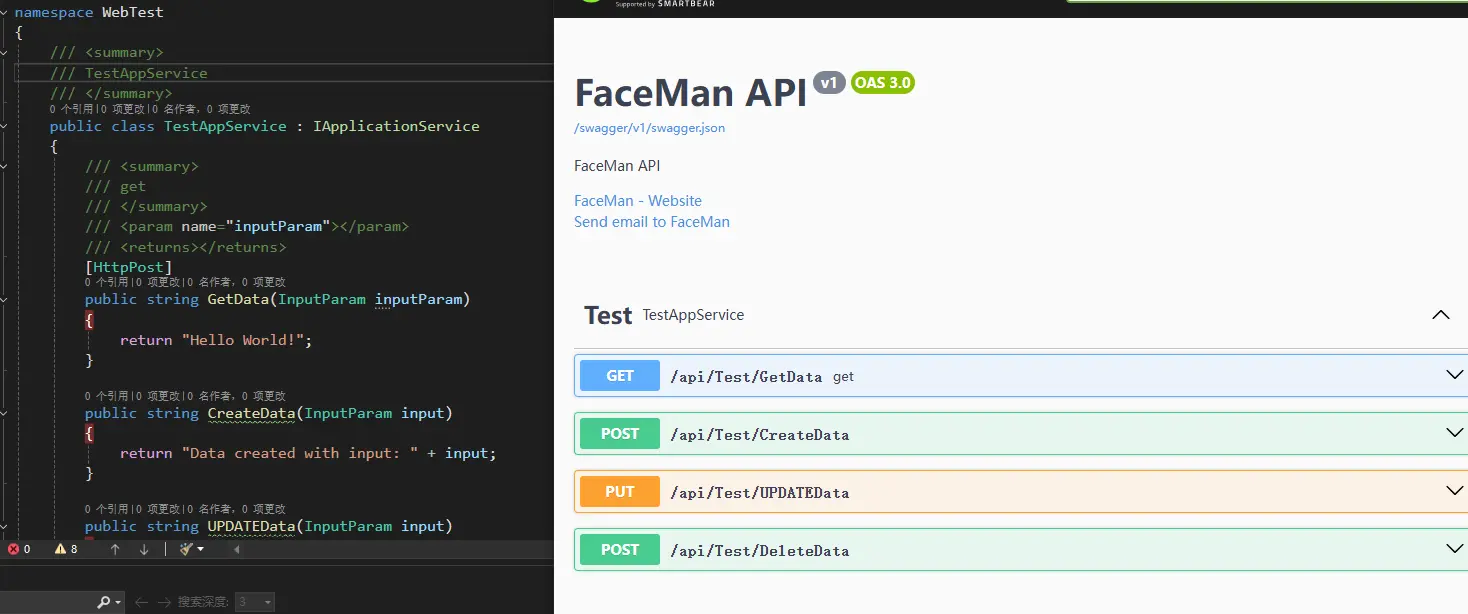 namespace WebTest
{
/// <summary>
/// TestAppService
/// </summary>
0 个引用|0 项更改|0 名作者，0 项更改
public class TestAppService : IApplicationService
{
/// <summary>
/// get
/// </summary>
/// <param name="inputParam"></param>
/// <returns></returns>
[HttpPost]
0 个引用|0 项更改|0 名作者，0 项更改
public string GetData(InputParam inputParam)
{
return "Hello World!";
}
0 个引用|0 项更改|0 名作者，0 项更改
public string CreateData(InputParam input)
{
return "Data created with input: " + input;
}
0 个引用|0 项更改|0 名作者，0 项更改
public string UPDATEData(InputParam input)
0 8
搜索深度: 3
Supported by SMARTBEAR
FaceMan API v1 OAS 3.0
/swagger/v1/swagger.json
FaceMan API
FaceMan - Website
Send email to FaceMan
Test TestAppService
GET /api/Test/GetData get
POST /api/Test/CreateData
PUT /api/Test/UPDATEData
POST /api/Test/DeleteData